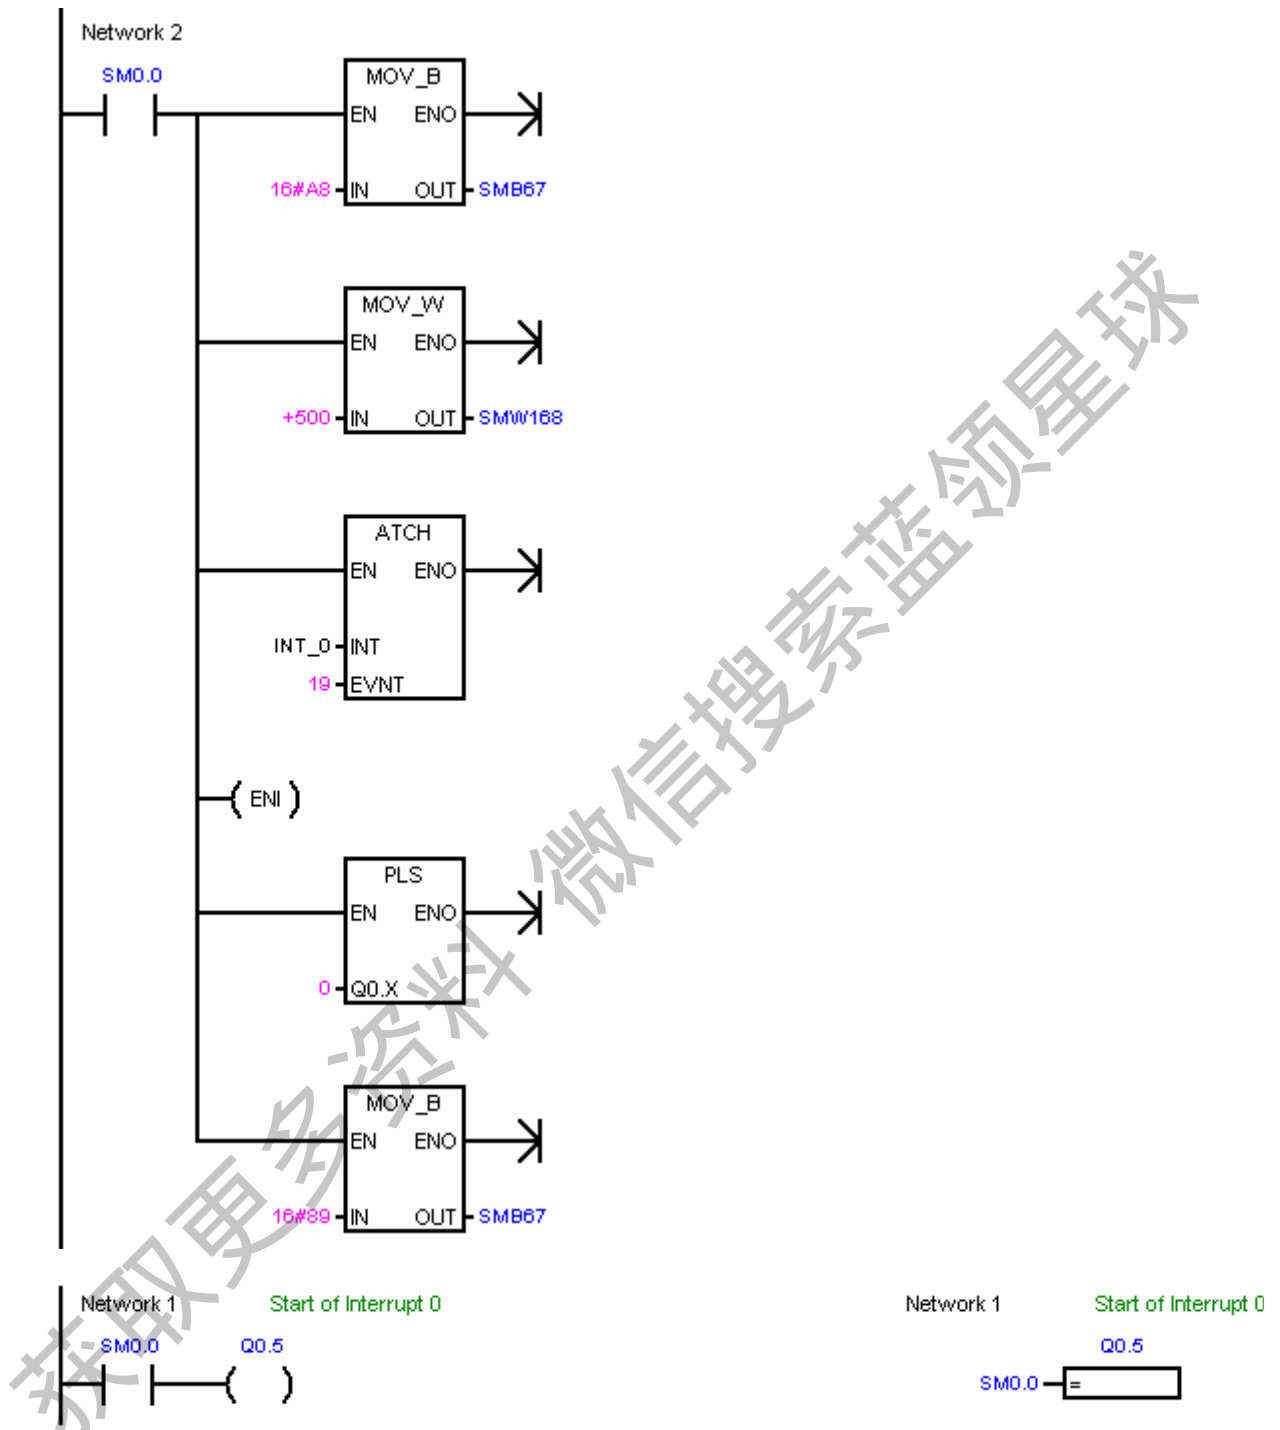 Network 2
SM0.0
MOV_B
EN ENO
16#A8 IN OUT SMB67
MOV_W
EN ENO
+500 IN OUT SMW168
ATCH
EN ENO
INT_0 INT
19 EVNT
( ENI )
PLS
EN ENO
0 Q0.X
MOV_B
EN ENO
16#89 IN OUT SMB67
Network 1 Start of Interrupt 0
SM0.0 Q0.5
( )
Network 1 Start of Interrupt 0
Q0.5
SM0.0 =
获取更多资料 微信搜索蓝领星球